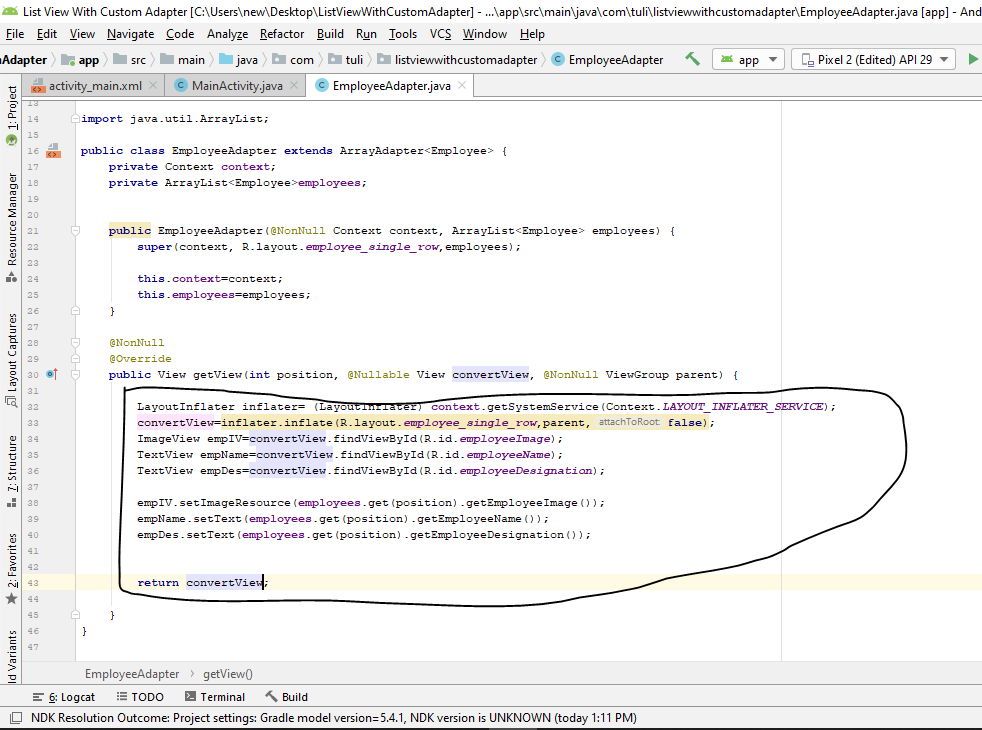 List View With Custom Adapter [C:\Users\new\Desktop\ListViewWithCustomAdapter] - ...\app\src\main\java\com\tuli\listviewwithcustomadapter\EmployeeAdapter.java [app] - And
File Edit View Navigate Code Analyze Refactor Build Run Tools VCS Window Help
Adapter app src main java com tuli listviewwithcustomadapter EmployeeAdapter app Pixel 2 (Edited) API 29
activity_main.xml MainActivity.java EmployeeAdapter.java
1: Project
Resource Manager
Layout Captures
7: Structure
2: Favorites
ld Variants
13
14 import java.util.ArrayList;
15
16 public class EmployeeAdapter extends ArrayAdapter<Employee> {
17 private Context context;
18 private ArrayList<Employee>employees;
19
20
21 public EmployeeAdapter(@NonNull Context context, ArrayList<Employee> employees) {
22 super(context, R.layout.employee_single_row,employees);
23
24 this.context=context;
25 this.employees=employees;
26 }
27
28 @NonNull
29 @Override
30 public View getView(int position, @Nullable View convertView, @NonNull ViewGroup parent) {
31
32 LayoutInflater inflater= (LayoutInflater) context.getSystemService(Context.LAYOUT_INFLATER_SERVICE);
33 convertView=inflater.inflate(R.layout.employee_single_row,parent, attachToRoot: false);
34 ImageView empIV=convertView.findViewById(R.id.employeeImage);
35 TextView empName=convertView.findViewById(R.id.employeeName);
36 TextView empDes=convertView.findViewById(R.id.employeeDesignation);
37
38 empIV.setImageResource(employees.get(position).getEmployeeImage());
39 empName.setText(employees.get(position).getEmployeeName());
40 empDes.setText(employees.get(position).getEmployeeDesignation());
41
42
43 return convertView;
44
45 }
46 }
47
EmployeeAdapter getView()
6: Logcat TODO Terminal Build
NDK Resolution Outcome: Project settings: Gradle model version=5.4.1, NDK version is UNKNOWN (today 1:11 PM)